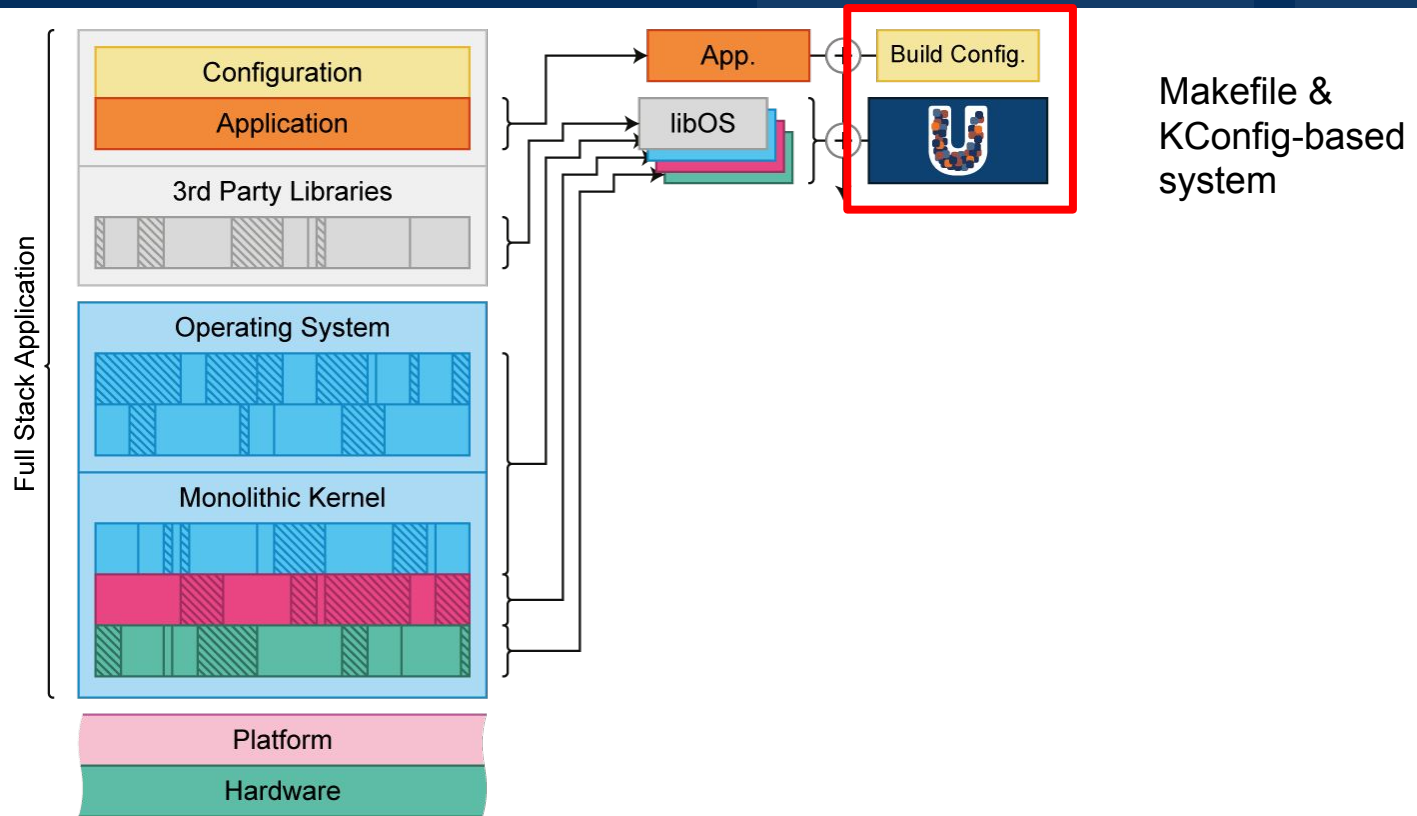 Configuration
Application
3rd Party Libraries
Full Stack Application
Operating System
Monolithic Kernel
Platform
Hardware
App.
+
Build Config.
libOS
+
U
Makefile &
KConfig-based
system